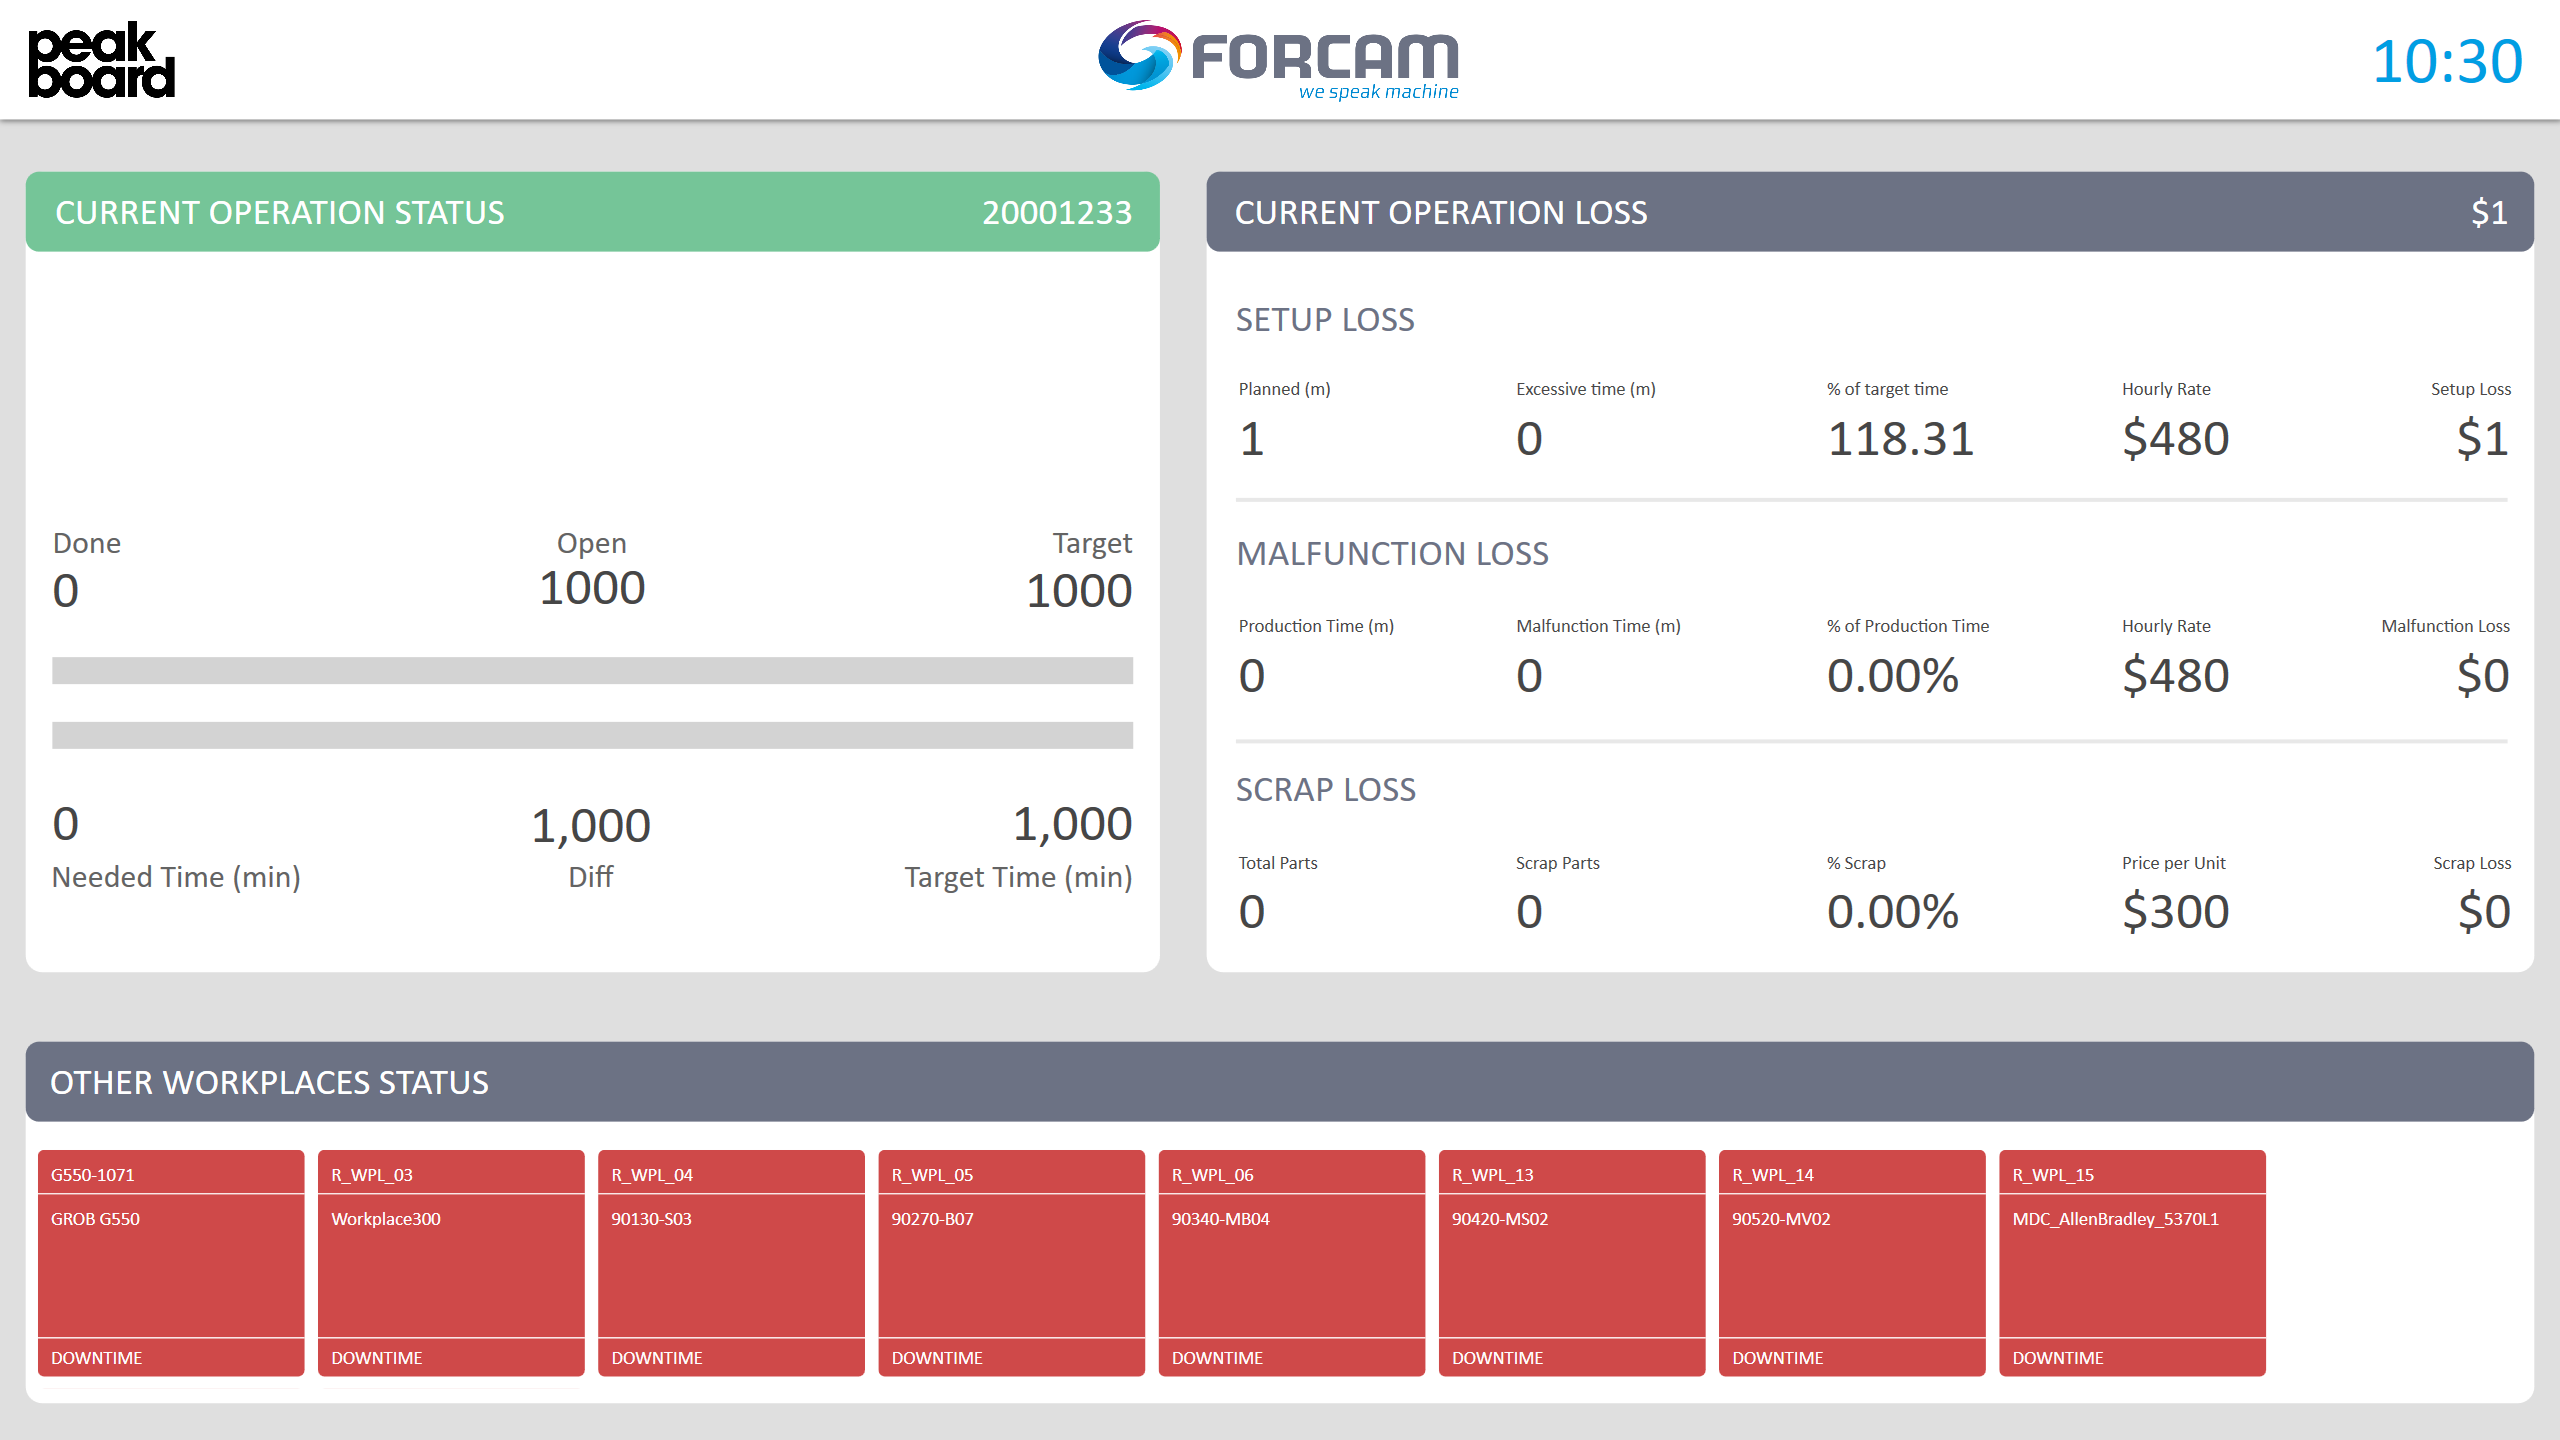 peak
board
FORCAM
we speak machine
10:30
CURRENT OPERATION STATUS 20001233
Done Open Target
0 1000 1000
0 1,000 1,000
Needed Time (min) Diff Target Time (min)
CURRENT OPERATION LOSS $1
SETUP LOSS
Planned (m) Excessive time (m) % of target time Hourly Rate Setup Loss
1 0 118.31 $480 $1
MALFUNCTION LOSS
Production Time (m) Malfunction Time (m) % of Production Time Hourly Rate Malfunction Loss
0 0 0.00% $480 $0
SCRAP LOSS
Total Parts Scrap Parts % Scrap Price per Unit Scrap Loss
0 0 0.00% $300 $0
OTHER WORKPLACES STATUS
G550-1071 R_WPL_03 R_WPL_04 R_WPL_05 R_WPL_06 R_WPL_13 R_WPL_14 R_WPL_15
GROB G550 Workplace300 90130-S03 90270-B07 90340-MB04 90420-MS02 90520-MV02 MDC_AllenBradley_5370L1
DOWNTIME DOWNTIME DOWNTIME DOWNTIME DOWNTIME DOWNTIME DOWNTIME DOWNTIME